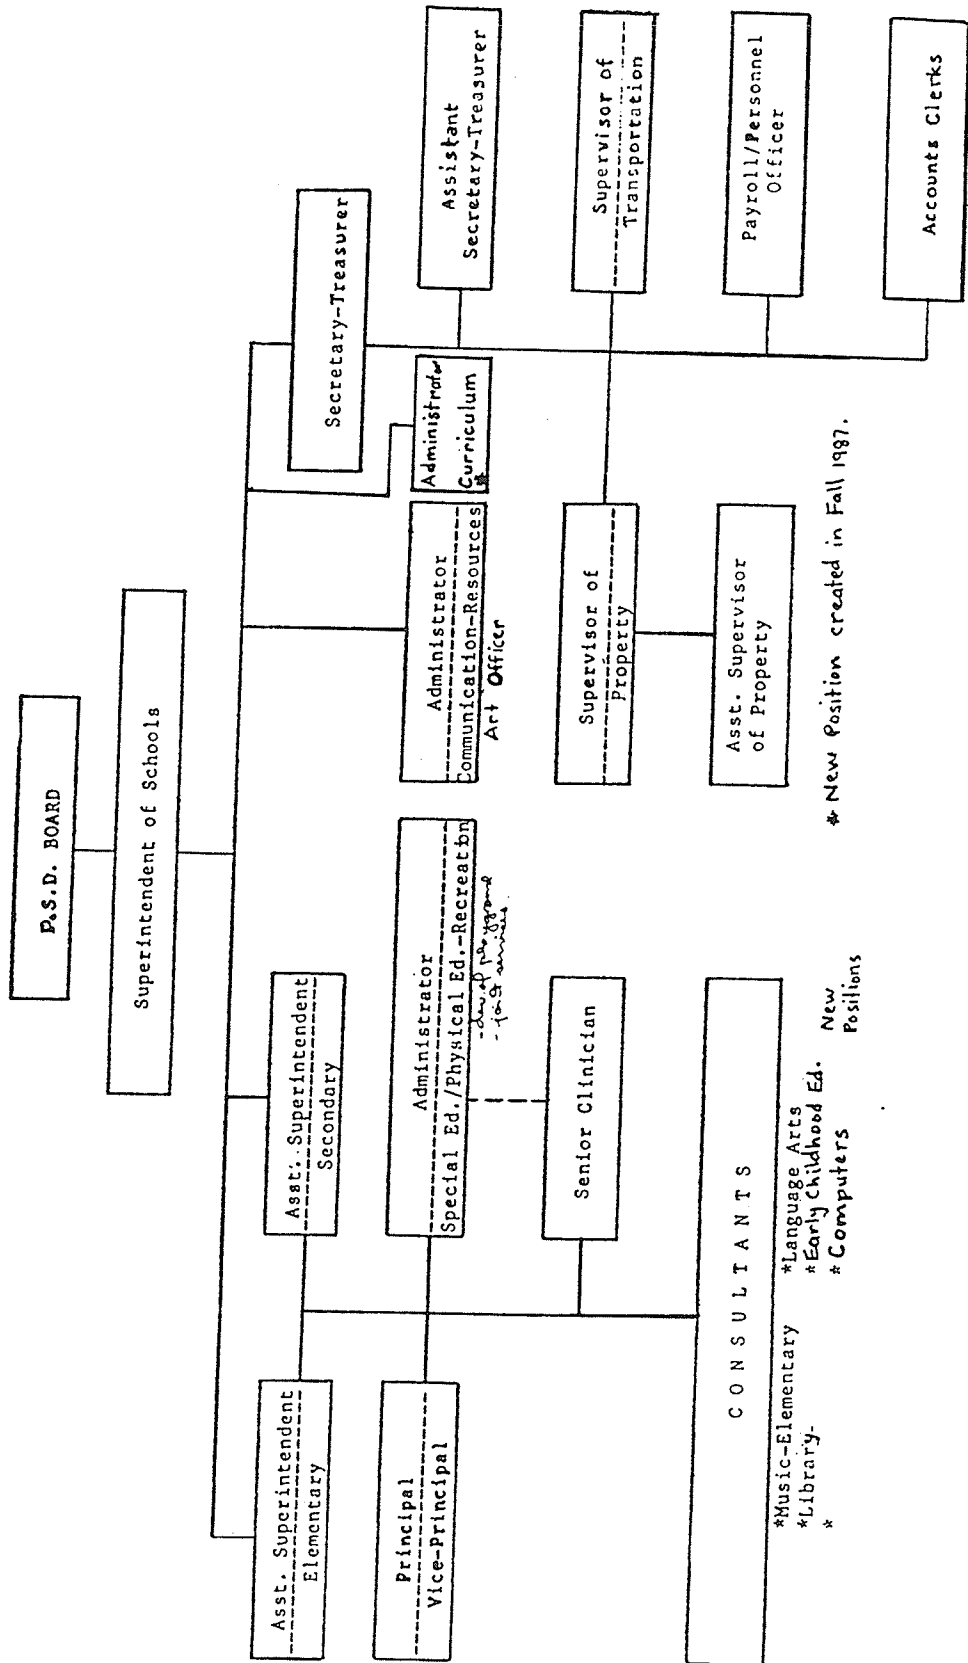 P.S.D. BOARD
Superintendent of Schools
Asst. Superintendent
Elementary
Asst. Superintendent
Secondary
Secretary-Treasurer
Principal
Vice-Principal
Administrator
Special Ed./Physical Ed.-Recreation
- joint services
Administrator
Communication-Resources
Art Officer
Administrator
Curriculum
*
Assistant
Secretary-Treasurer
Senior Clinician
Supervisor of
Property
Supervisor of
Transportation
CONSULTANTS
*Music-Elementary
*Library-
*
*Language Arts
*Early Childhood Ed.
*Computers
New
Positions
Asst. Supervisor
of Property
Payroll/Personnel
Officer
Accounts Clerks
* New Position created in Fall 1987.